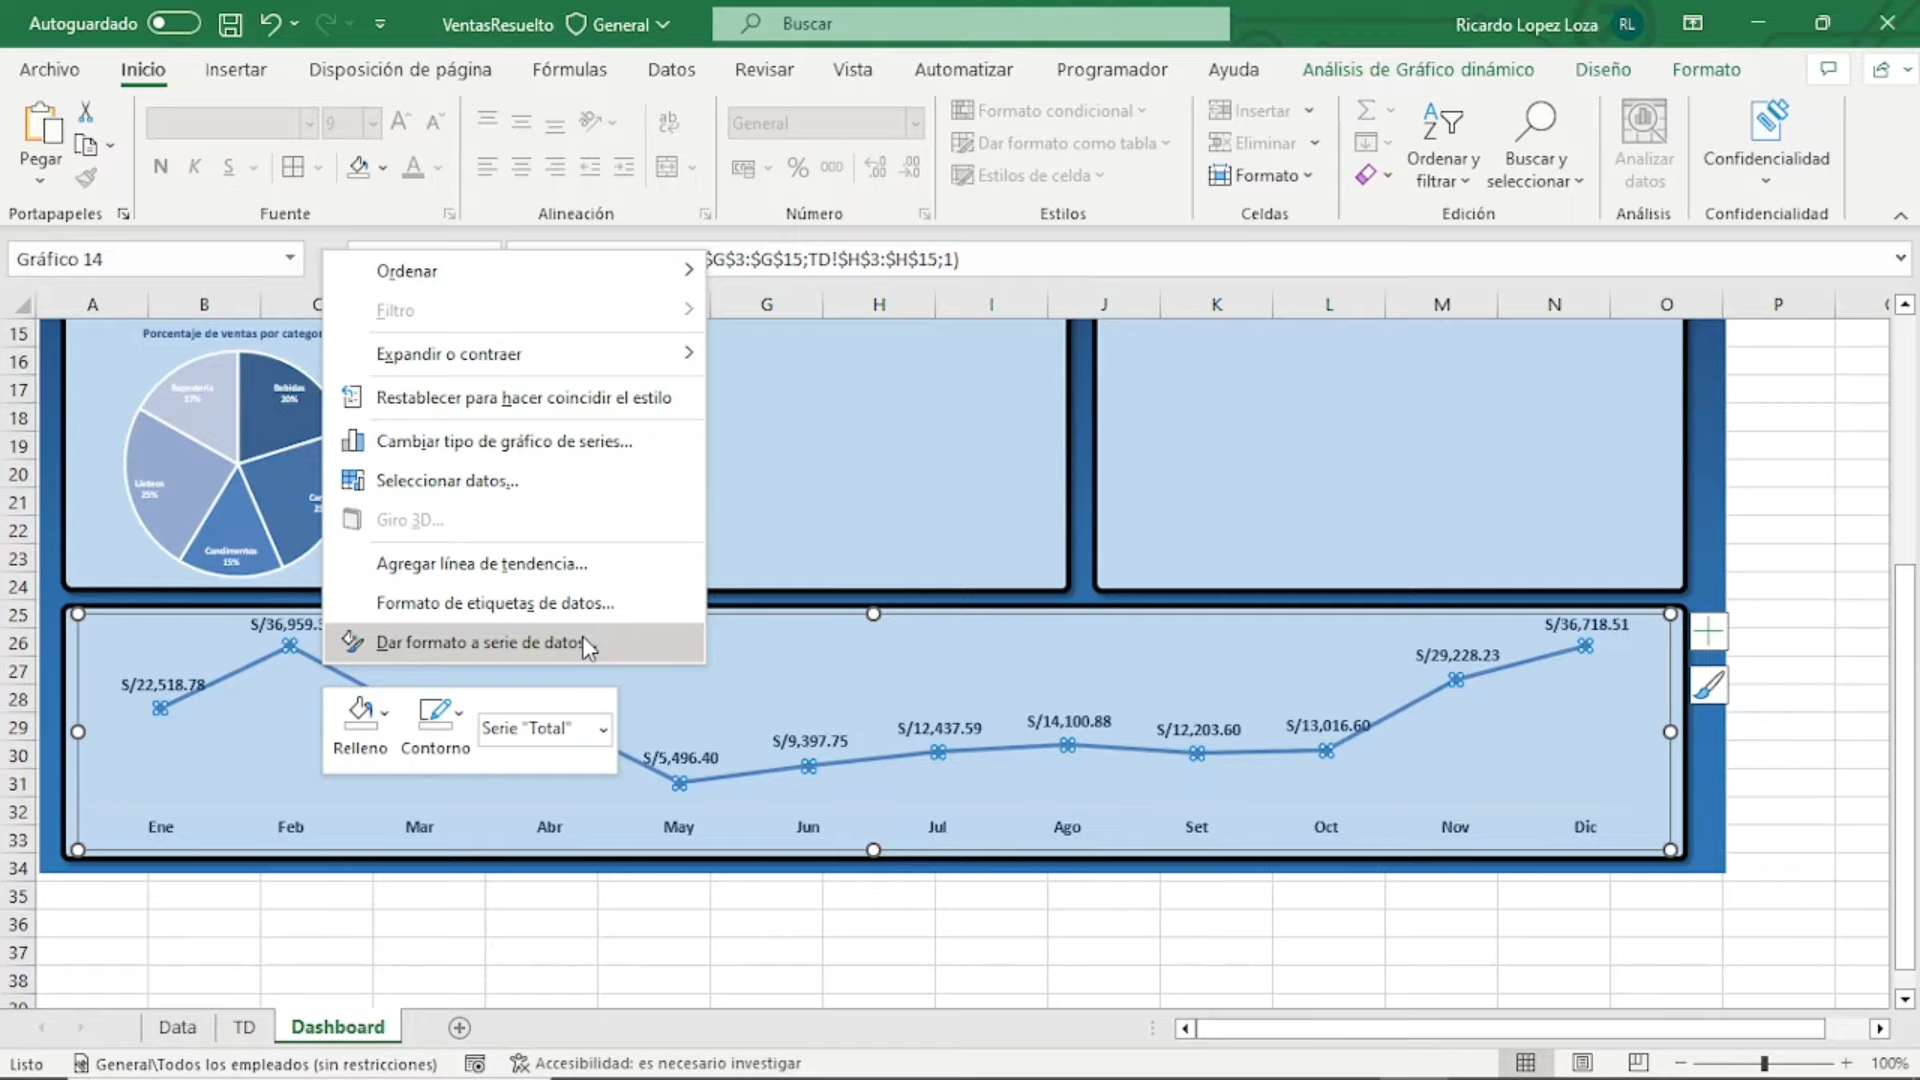 Autoguardado
VentasResuelto
General
Buscar
Ricardo Lopez Loza
RL
Archivo
Inicio
Insertar
Disposición de página
Fórmulas
Datos
Revisar
Vista
Automatizar
Programador
Ayuda
Análisis de Gráfico dinámico
Diseño
Formato
Pegar
Portapapeles
9
N K S
Fuente
ab
Alineación
General
% 000
Número
Formato condicional
Dar formato como tabla
Estilos de celda
Estilos
Insertar
Eliminar
Formato
Celdas
Ordenar y
filtrar
Buscar y
seleccionar
Edición
Analizar
datos
Análisis
Confidencialidad
Confidencialidad
Gráfico 14
$G$3:$G$15;TD!$H$3:$H$15;1)
A B C G H I J K L M N O P
15
16
17
18
19
20
21
22
23
24
25
26
27
28
29
30
31
32
33
34
35
36
37
38
39
Porcentaje de ventas por categor
Repostería
17%
Bebidas
20%
Lácteos
25%
Condimentos
15%
Ordenar
Filtro
Expandir o contraer
Restablecer para hacer coincidir el estilo
Cambiar tipo de gráfico de series...
Seleccionar datos...
Giro 3D...
Agregar línea de tendencia...
Formato de etiquetas de datos...
Dar formato a serie de datos
Relleno
Contorno
Serie "Total"
S/22,518.78
S/36,959.3
S/5,496.40
S/9,397.75
S/12,437.59
S/14,100.88
S/12,203.60
S/13,016.60
S/29,228.23
S/36,718.51
Ene Feb Mar Abr May Jun Jul Ago Set Oct Nov Dic
Data
TD
Dashboard
Listo
General\Todos los empleados (sin restricciones)
Accesibilidad: es necesario investigar
100%